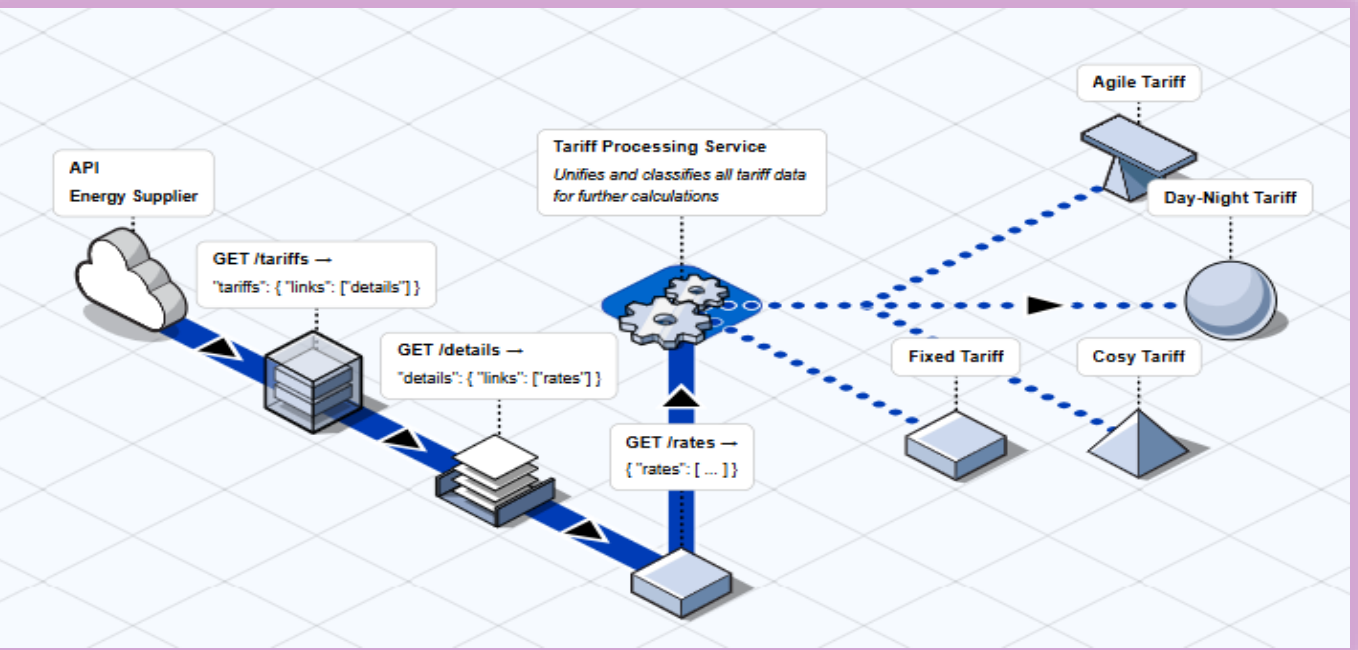 API
Energy Supplier
GET /tariffs →
"tariffs": { "links": ["details"] }
GET /details →
"details": { "links": ["rates"] }
GET /rates →
{ "rates": [ ... ] }
Tariff Processing Service
Unifies and classifies all tariff data
for further calculations
Agile Tariff
Day-Night Tariff
Fixed Tariff
Cosy Tariff